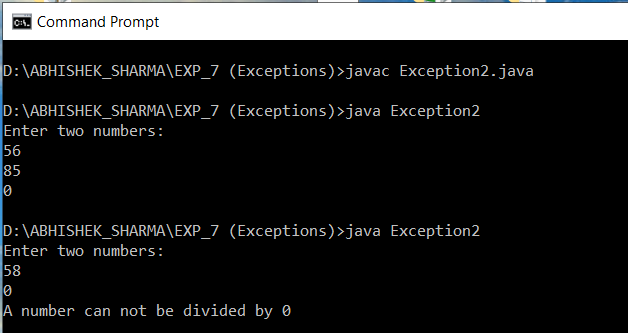 Command Prompt
D:\ABHISHEK_SHARMA\EXP_7 (Exceptions)>javac Exception2.java
D:\ABHISHEK_SHARMA\EXP_7 (Exceptions)>java Exception2
Enter two numbers:
56
85
0
D:\ABHISHEK_SHARMA\EXP_7 (Exceptions)>java Exception2
Enter two numbers:
58
0
A number can not be divided by 0